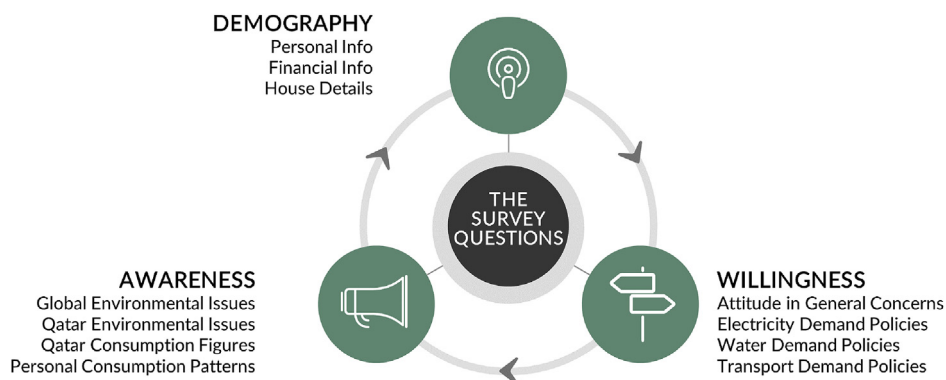 DEMOGRAPHY
Personal Info
Financial Info
House Details
THE
SURVEY
QUESTIONS
AWARENESS
Global Environmental Issues
Qatar Environmental Issues
Qatar Consumption Figures
Personal Consumption Patterns
WILLINGNESS
Attitude in General Concerns
Electricity Demand Policies
Water Demand Policies
Transport Demand Policies